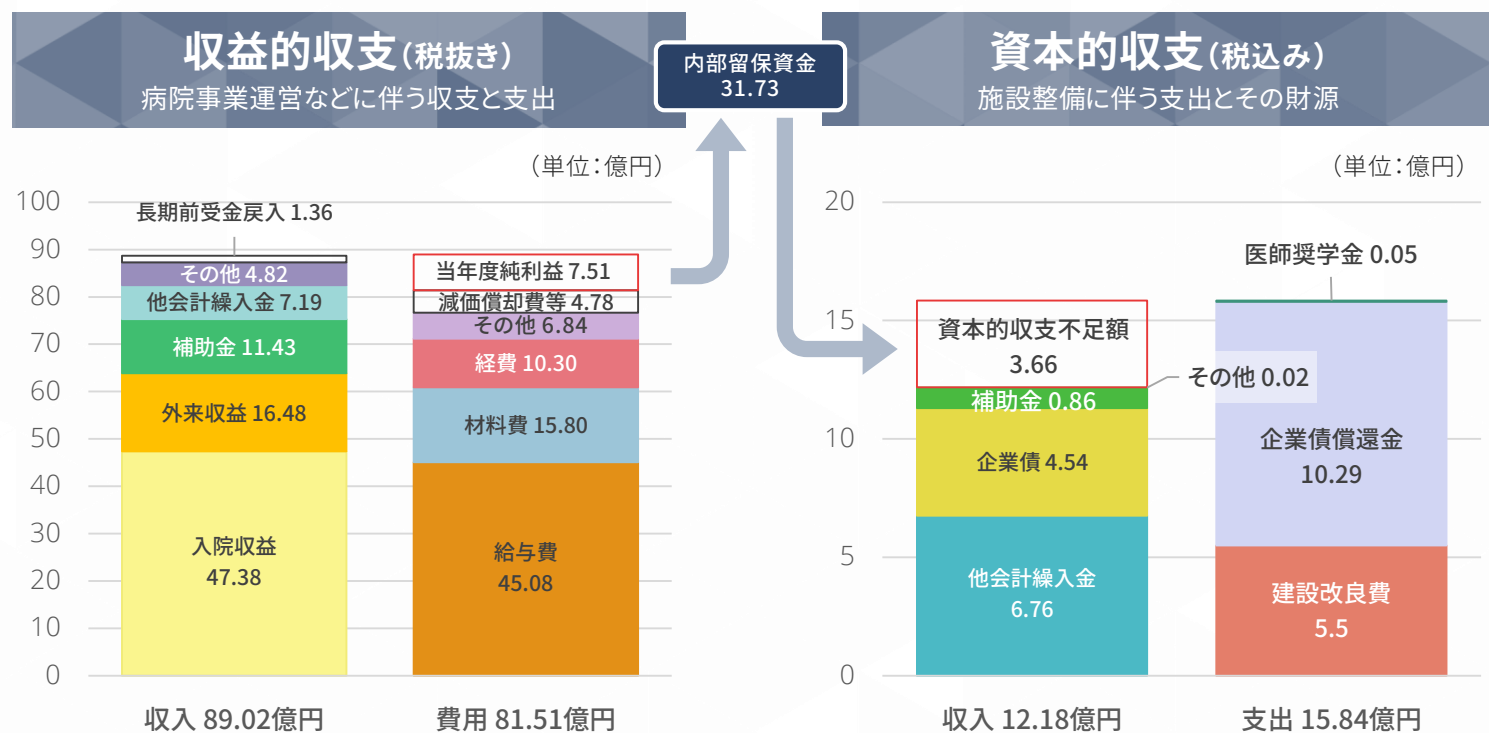 収益的収支(税抜き)
病院事業運営などに伴う収支と支出
内部留保資金
31.73
資本的収支(税込み)
施設整備に伴う支出とその財源
(単位:億円)
100
90
80
70
60
50
40
30
20
10
0
長期前受金戻入 1.36
その他 4.82
他会計繰入金 7.19
補助金 11.43
外来収益 16.48
入院収益
47.38
当年度純利益 7.51
減価償却費等 4.78
その他 6.84
経費 10.30
材料費 15.80
給与費
45.08
収入 89.02億円
費用 81.51億円
(単位:億円)
20
15
10
5
0
資本的収支不足額
3.66
その他 0.02
補助金 0.86
企業債 4.54
他会計繰入金
6.76
医師奨学金 0.05
企業債償還金
10.29
建設改良費
5.5
収入 12.18億円
支出 15.84億円